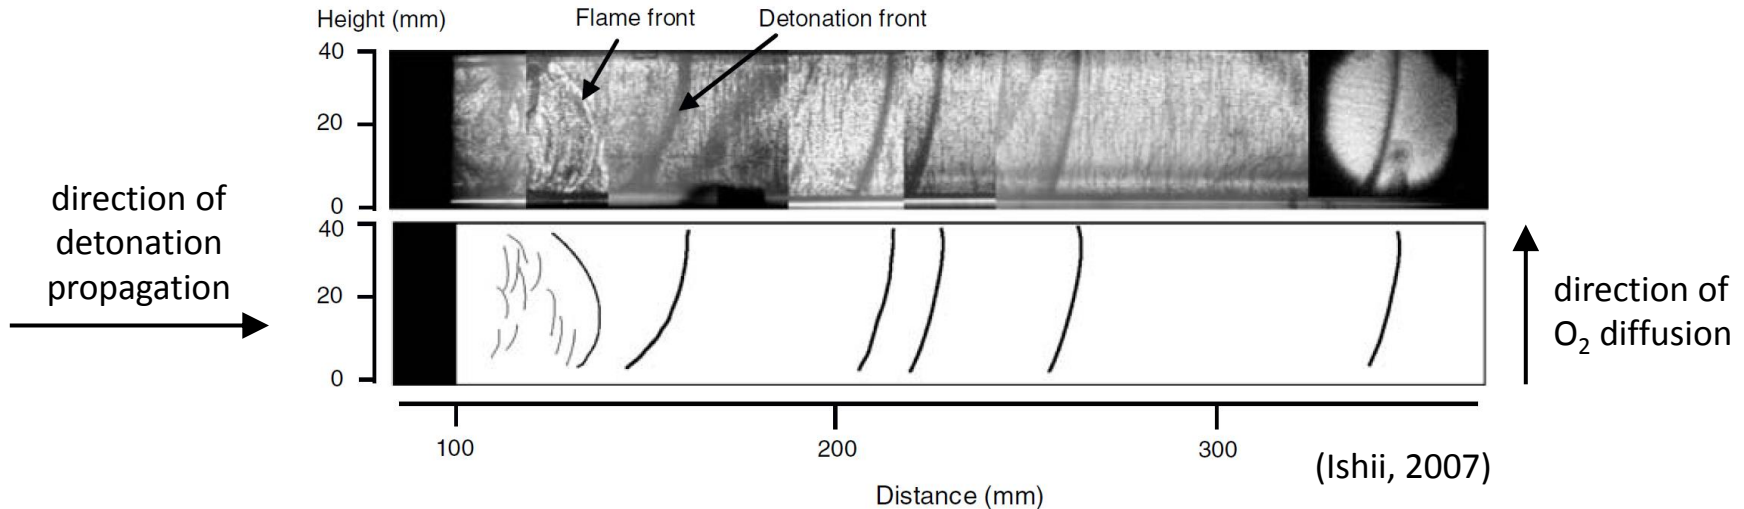 Height (mm)
Flame front
Detonation front
40
20
0
40
20
0
direction of
detonation
propagation
direction of
O₂ diffusion
100
200
300
(Ishii, 2007)
Distance (mm)